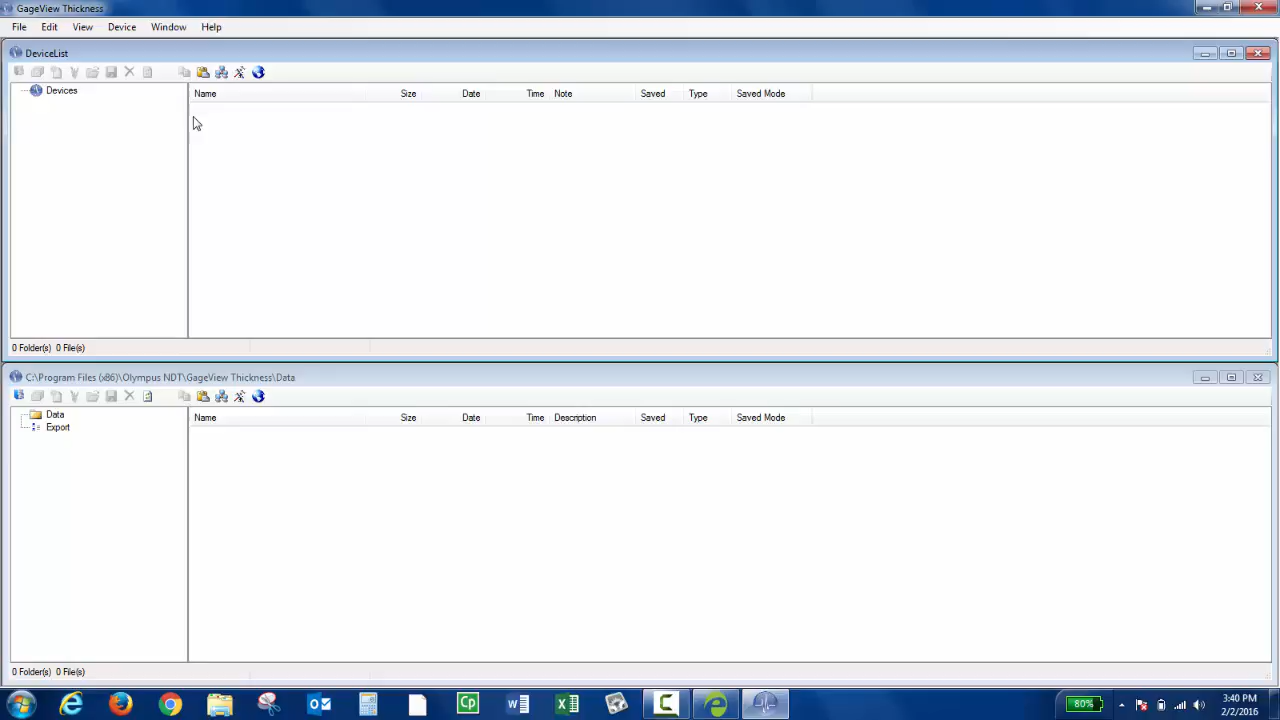 GageView Thickness
File Edit View Device Window Help
DeviceList
Devices
Name Size Date Time Note Saved Type Saved Mode
0 Folder(s) 0 File(s)
C:\Program Files (x86)\Olympus NDT\GageView Thickness\Data
Data
Export
Name Size Date Time Description Saved Type Saved Mode
0 Folder(s) 0 File(s)
Cp
80%
3:40 PM
2/2/2016